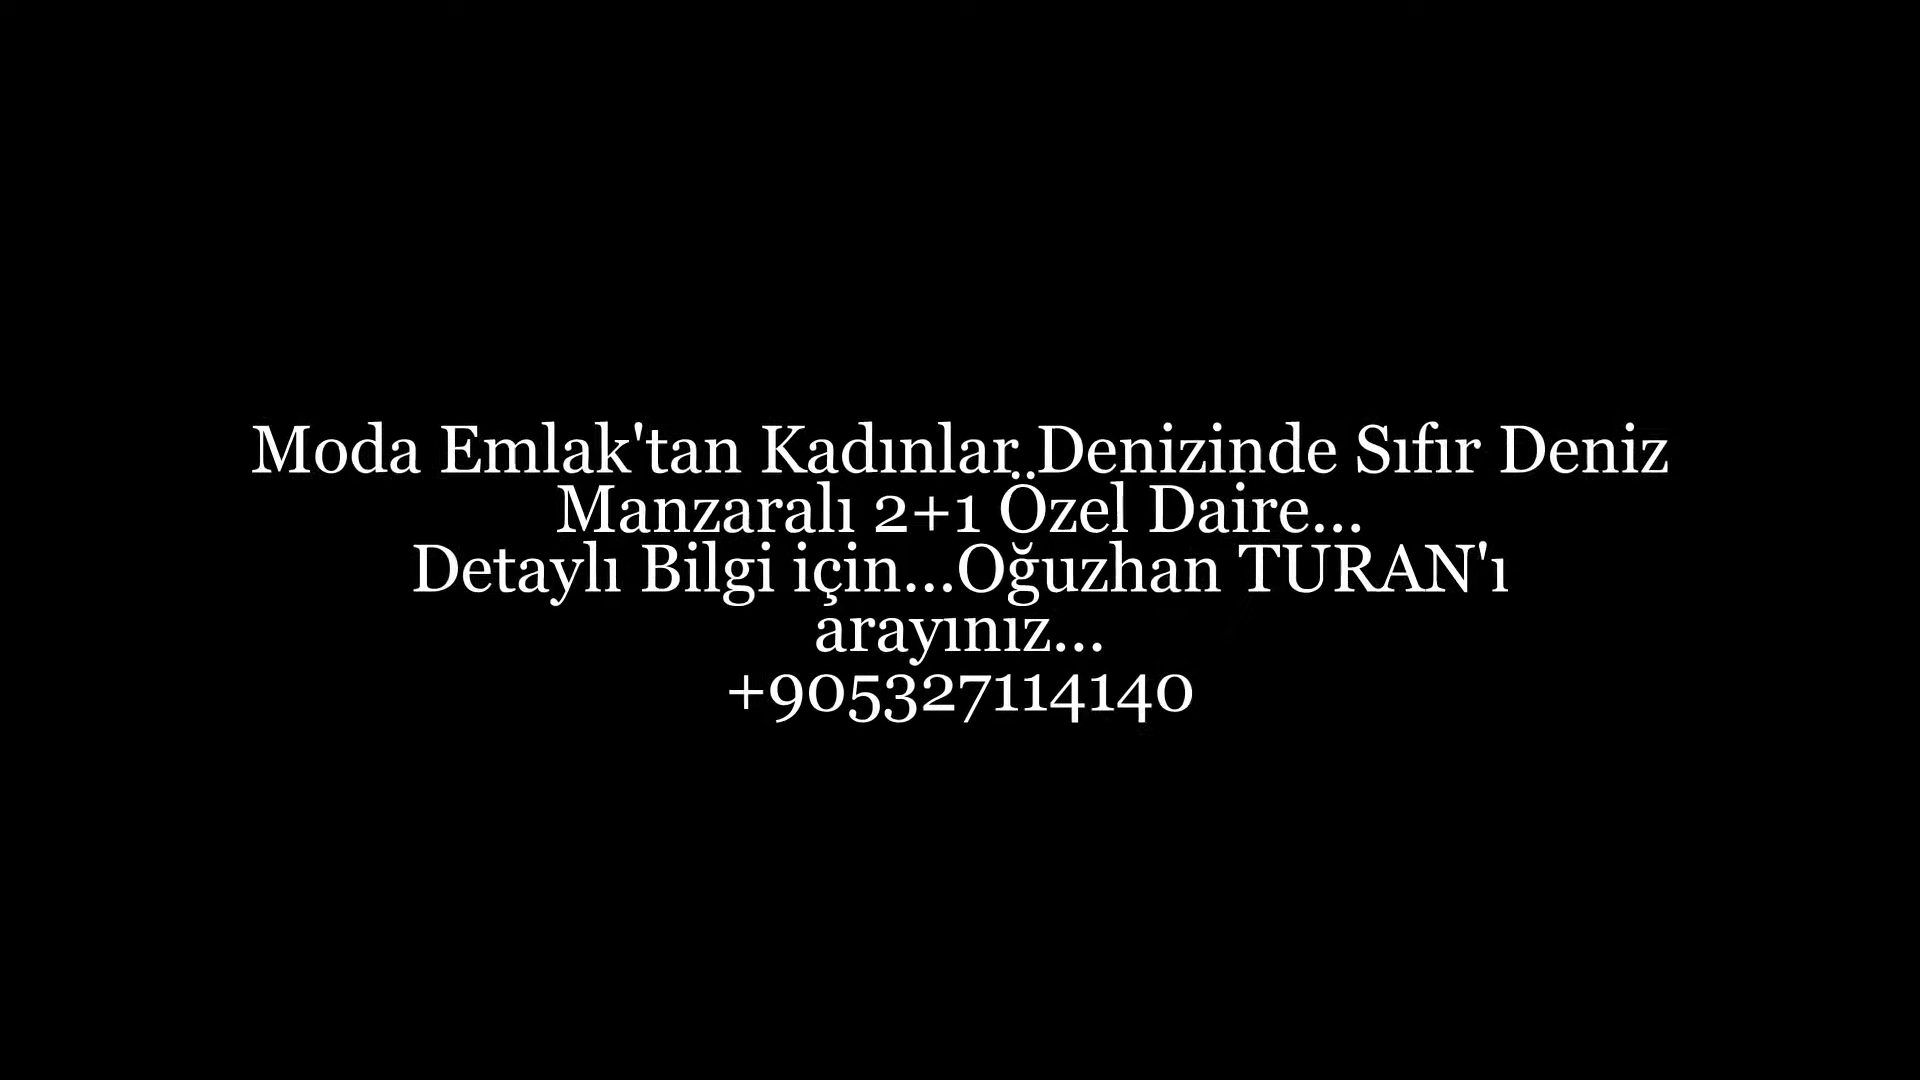 Moda Emlak'tan Kadınlar Denizinde Sıfır Deniz
Manzaralı 2+1 Özel Daire...
Detaylı Bilgi için...Oğuzhan TURAN'ı
arayınız...
+905327114140